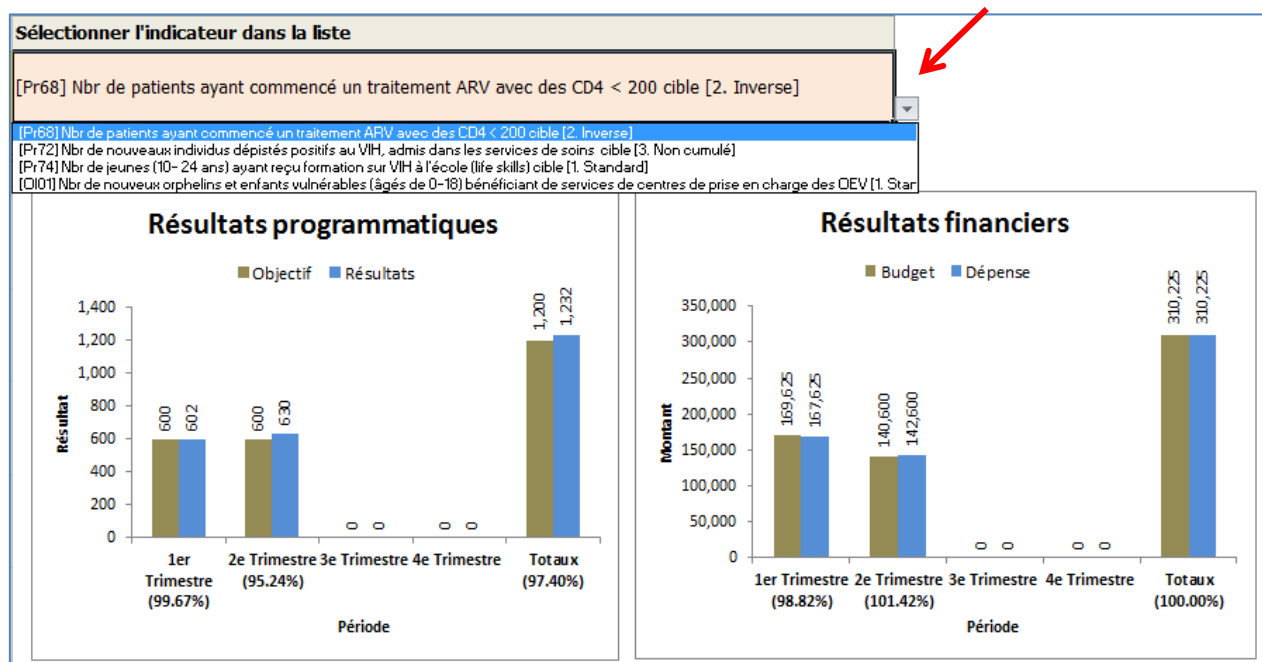 Sélectionner l'indicateur dans la liste
[Pr68] Nbr de patients ayant commencé un traitement ARV avec des CD4 < 200 cible [2. Inverse]
[Pr68] Nbr de patients ayant commencé un traitement ARV avec des CD4 < 200 cible [2. Inverse]
[Pr72] Nbr de nouveaux individus dépistés positifs au VIH, admis dans les services de soins cible [3. Non cumulé]
[Pr74] Nbr de jeunes (10- 24 ans) ayant reçu formation sur VIH à l'école (life skills) cible [1. Standard]
[OI01] Nbr de nouveux orphelins et enfants vulnérables (âgés de 0-18) bénéficiant de services de centres de prise en charge des OEV [1. Star
Résultats programmatiques
Objectif Résultats
1,400
1,200
1,000
800
600
400
200
0
Résultat
600 602
600 630
0 0
0 0
1,200 1,232
1er Trimestre (99.67%)
2e Trimestre (95.24%)
3e Trimestre
4e Trimestre
Totaux (97.40%)
Période
Résultats financiers
Budget Dépense
350,000
300,000
250,000
200,000
150,000
100,000
50,000
0
Montant
169,625 167,625
140,600 142,600
0 0
0 0
310,225 310,225
1er Trimestre (98.82%)
2e Trimestre (101.42%)
3e Trimestre
4e Trimestre
Totaux (100.00%)
Période